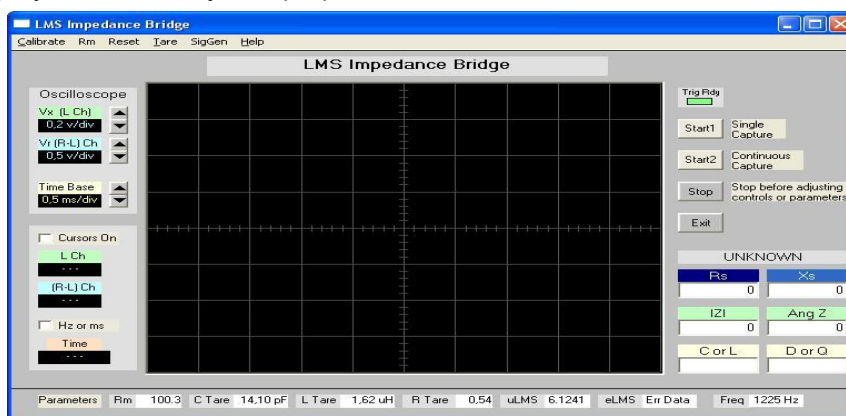 LMS Impedance Bridge
Calibrate Rm Reset Tare SigGen Help
LMS Impedance Bridge
Oscilloscope
Vx (L Ch)
0,2 v/div
Vr (R-L) Ch
0,5 v/div
Time Base
0,5 ms/div
Cursors On
L Ch
---
(R-L) Ch
---
Hz or ms
Time
---
Trig Rdy
Start1 Single Capture
Start2 Continuous Capture
Stop Stop before adjusting controls or parameters
Exit
UNKNOWN
Rs Xs
0 0
IZI Ang Z
0 0
C or L D or Q
Parameters Rm 100.3 C Tare 14,10 pF L Tare 1,62 uH R Tare 0,54 uLMS 6.1241 eLMS Err Data Freq 1225 Hz